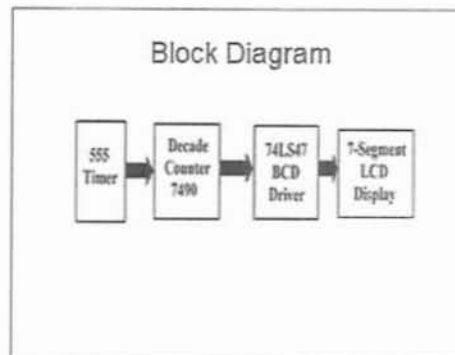 Block Diagram
555
Timer
Decade
Counter
7490
74LS47
BCD
Driver
7-Segment
LCD
Display